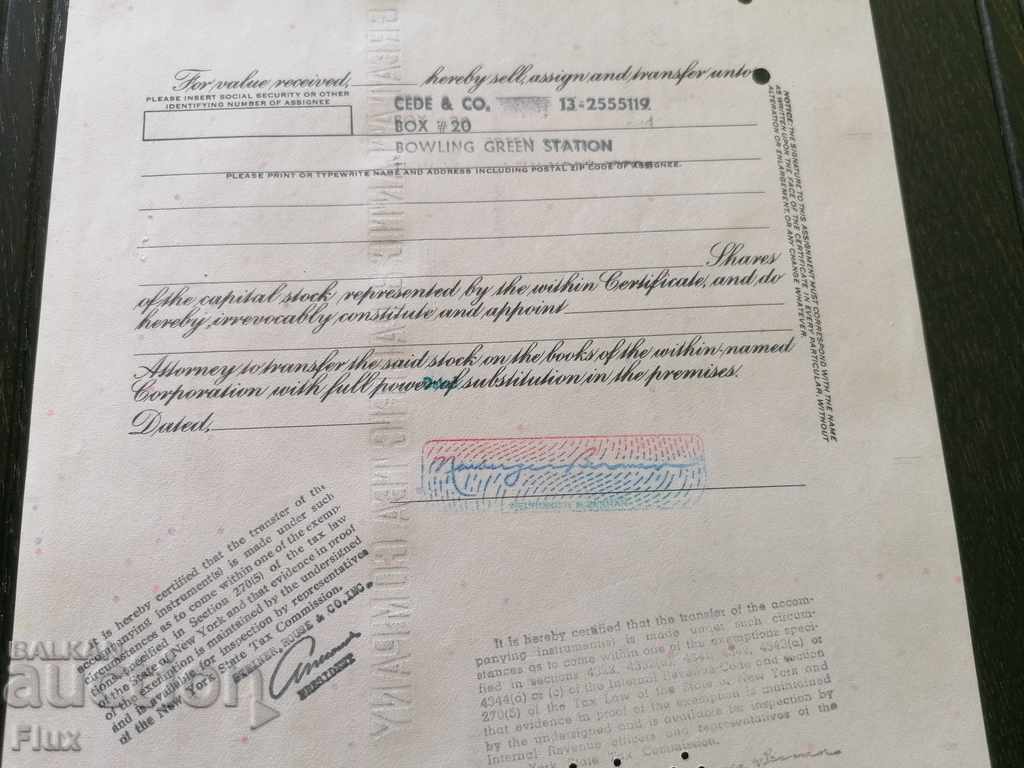 For value received, hereby sell, assign and transfer unto
PLEASE INSERT SOCIAL SECURITY OR OTHER
IDENTIFYING NUMBER OF ASSIGNEE
CEDE & CO. 13-2555119
BOX #20
BOWLING GREEN STATION
PLEASE PRINT OR TYPEWRITE NAME AND ADDRESS INCLUDING POSTAL ZIP CODE OF ASSIGNEE.
Shares
of the capital stock represented by the within Certificate, and do
hereby irrevocably constitute and appoint
Attorney to transfer the said stock on the books of the within-named
Corporation with full power of substitution in the premises.
Dated,
NOTICE: THE SIGNATURE TO THIS ASSIGNMENT MUST CORRESPOND WITH THE NAME
AS WRITTEN UPON THE FACE OF THE CERTIFICATE IN EVERY PARTICULAR, WITHOUT
ALTERATION OR ENLARGEMENT OR ANY CHANGE WHATEVER.
It is hereby certified that the transfer of the
accompanying instrument(s) is made under such
circumstances as to come within one of the exemp-
tions specified in Section 270(5) of the tax law
of the State of New York and that evidence in proof
of the exemption is maintained by the undersigned
and is available for inspection by representatives
of the New York State Tax Commission.
ROUSE & CO. INC.
PRESIDENT
It is hereby certified that the transfer of the accom-
panying instrument(s) is made under such circum-
stances as to come within one of the exemptions speci-
fied in sections
4344(a) or (c) of the Internal Revenue Code and section
270(5) of the Tax Law of the State of New York and
that evidence in proof of the exemption is maintained
by the undersigned and is available for inspection by
Internal Revenue officers and representatives of the
York State Tax Commission.
BALKAN
auction
Flux